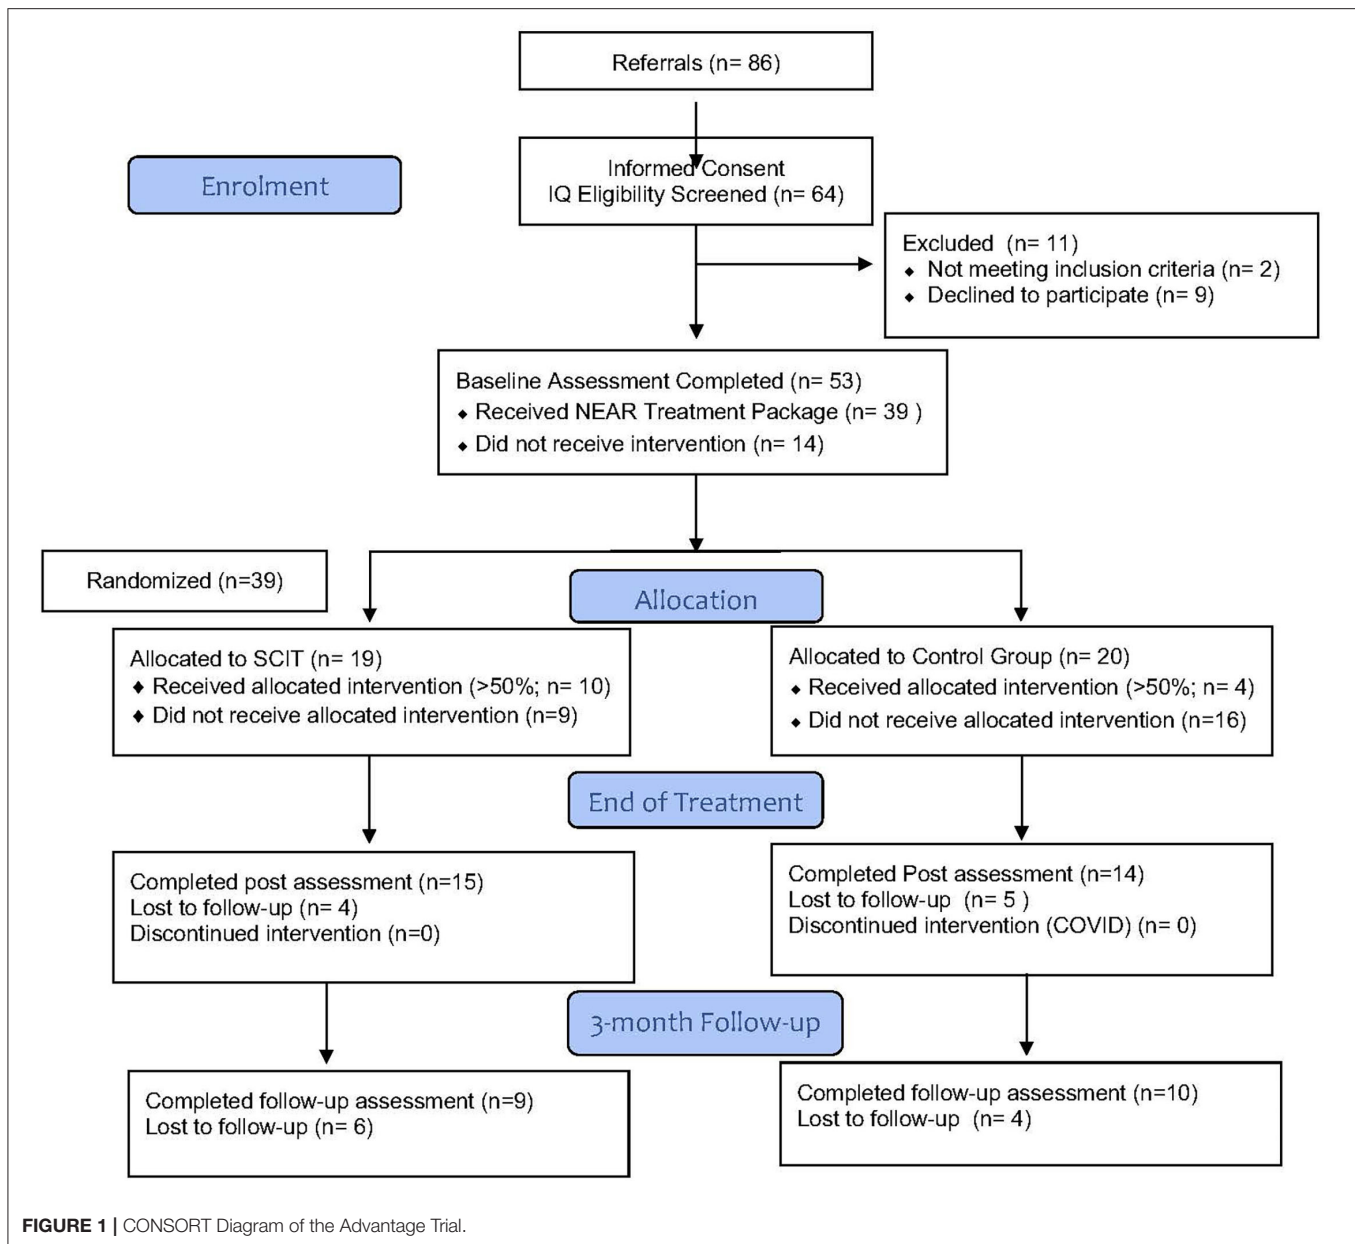 Referrals (n= 86)
Enrolment
Informed Consent
IQ Eligibility Screened (n= 64)
Excluded (n= 11)
⬥ Not meeting inclusion criteria (n= 2)
⬥ Declined to participate (n= 9)
Baseline Assessment Completed (n= 53)
⬥ Received NEAR Treatment Package (n= 39 )
⬥ Did not receive intervention (n= 14)
Randomized (n=39)
Allocation
Allocated to SCIT (n= 19)
♦ Received allocated intervention (>50%; n= 10)
♦ Did not receive allocated intervention (n=9)
Allocated to Control Group (n= 20)
⬥ Received allocated intervention (>50%; n= 4)
⬥ Did not receive allocated intervention (n=16)
End of Treatment
Completed post assessment (n=15)
Lost to follow-up (n= 4)
Discontinued intervention (n=0)
Completed Post assessment (n=14)
Lost to follow-up (n= 5 )
Discontinued intervention (COVID) (n= 0)
3-month Follow-up
Completed follow-up assessment (n=9)
Lost to follow-up (n= 6)
Completed follow-up assessment (n=10)
Lost to follow-up (n= 4)
FIGURE 1 | CONSORT Diagram of the Advantage Trial.